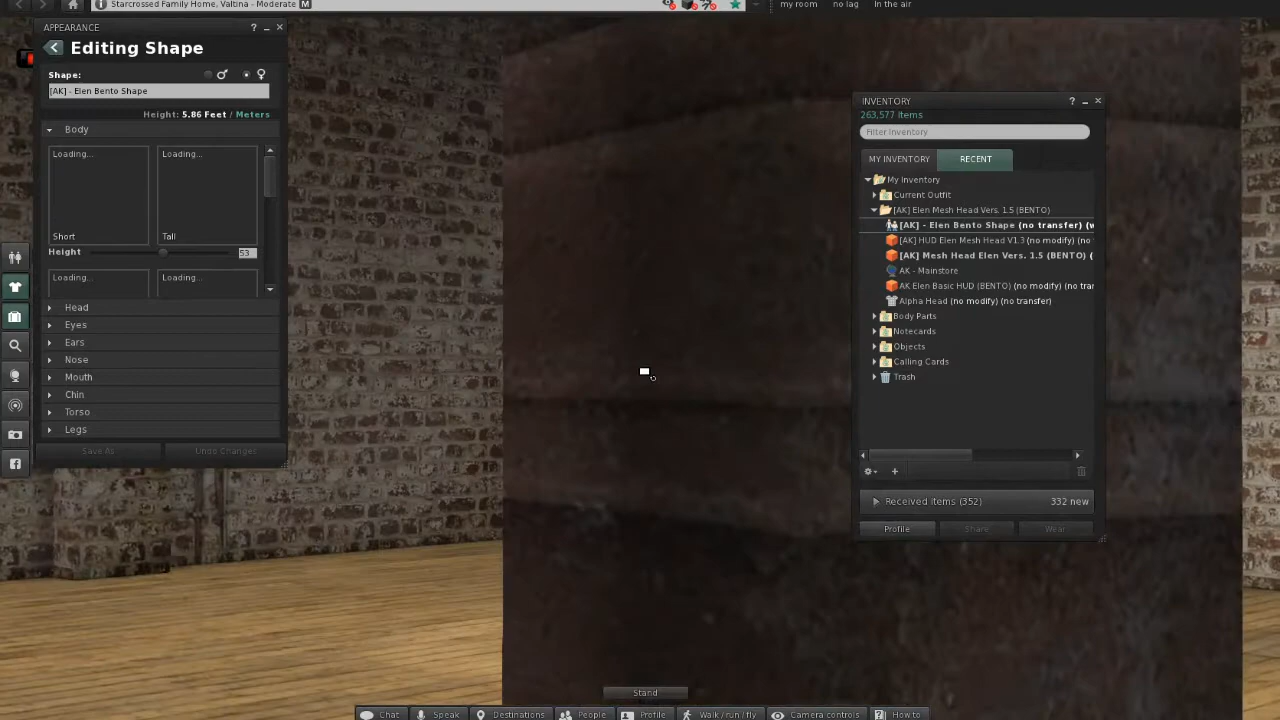 Starcrossed Family Home, Valtina - Moderate M
my room no lag In the air
APPEARANCE ?
Editing Shape
Shape:
[AK] - Elen Bento Shape
Height: 5.86 Feet / Meters
Body
Loading... Loading...
Short Tall
Height 53
Loading... Loading...
Head
Eyes
Ears
Nose
Mouth
Chin
Torso
Legs
Save As Undo Changes
INVENTORY ?
263,577 Items
Filter Inventory
MY INVENTORY RECENT
My Inventory
Current Outfit
[AK] Elen Mesh Head Vers. 1.5 (BENTO)
[AK] - Elen Bento Shape (no transfer) (w
[AK] HUD Elen Mesh Head V1.3 (no modify) (no
[AK] Mesh Head Elen Vers. 1.5 (BENTO) (
AK - Mainstore
AK Elen Basic HUD (BENTO) (no modify) (no tran
Alpha Head (no modify) (no transfer)
Body Parts
Notecards
Objects
Calling Cards
Trash
Received Items (352) 332 new
Profile Share Wear
Stand
Chat Speak Destinations People Profile Walk / run / fly Camera controls How to